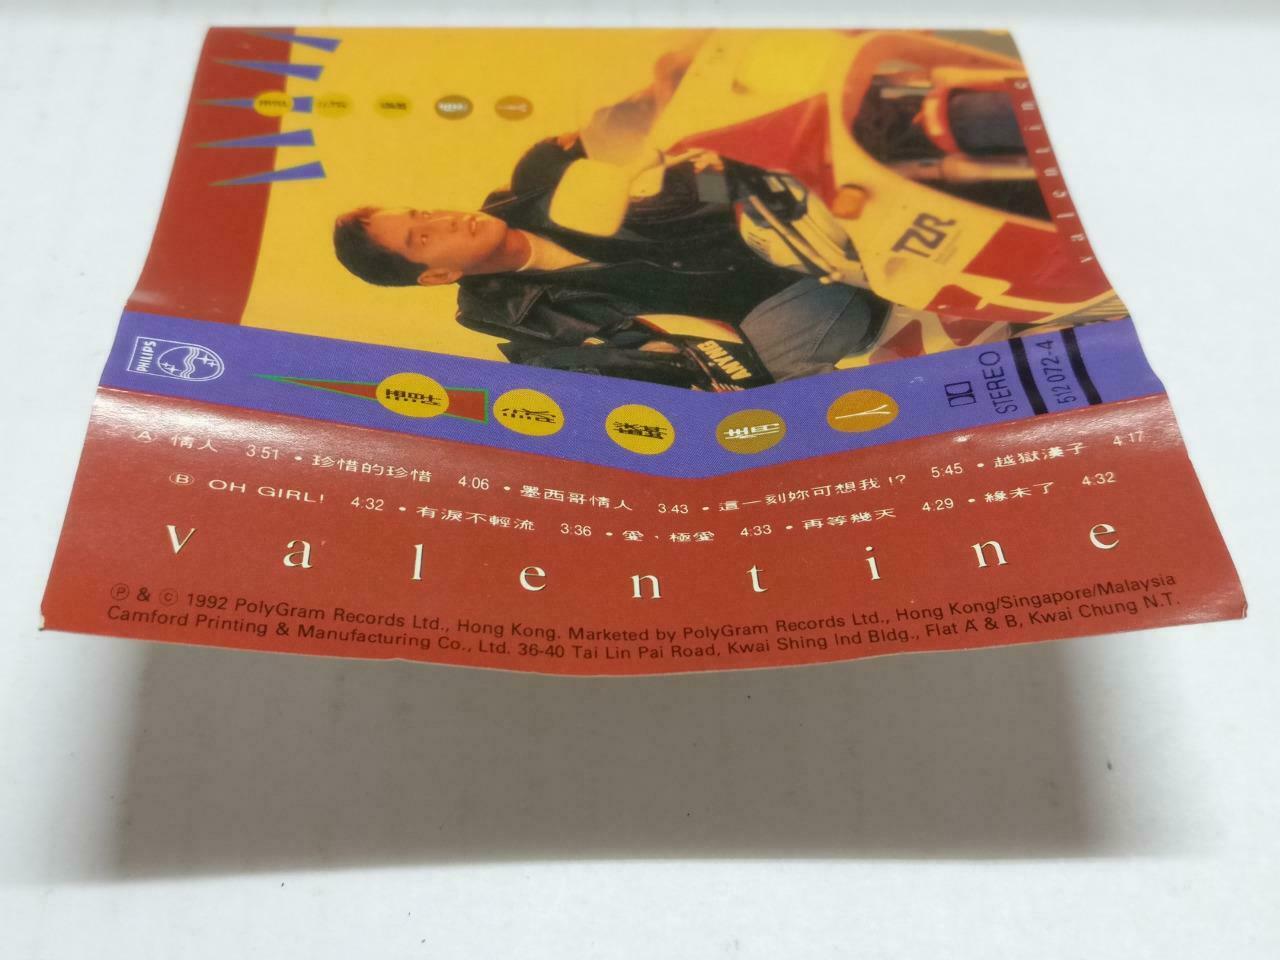 valentine
TZR
ANYME
PHILIPS
STEREO
512 072-4
A 情人 3:51 • 珍惜的珍惜 4:06 • 墨西哥情人 3:43 • 這一刻妳可想我!? 5:45 • 越獄漢子 4:17
B OH GIRL! 4:32 • 有淚不輕流 3:36 • 愛、極愛 4:33 • 再等幾天 4:29 • 緣未了 4:32
valentine
Ⓟ & © 1992 PolyGram Records Ltd., Hong Kong. Marketed by PolyGram Records Ltd., Hong Kong/Singapore/Malaysia
Camford Printing & Manufacturing Co., Ltd. 36-40 Tai Lin Pai Road, Kwai Shing Ind Bldg., Flat A & B, Kwai Chung N.T.